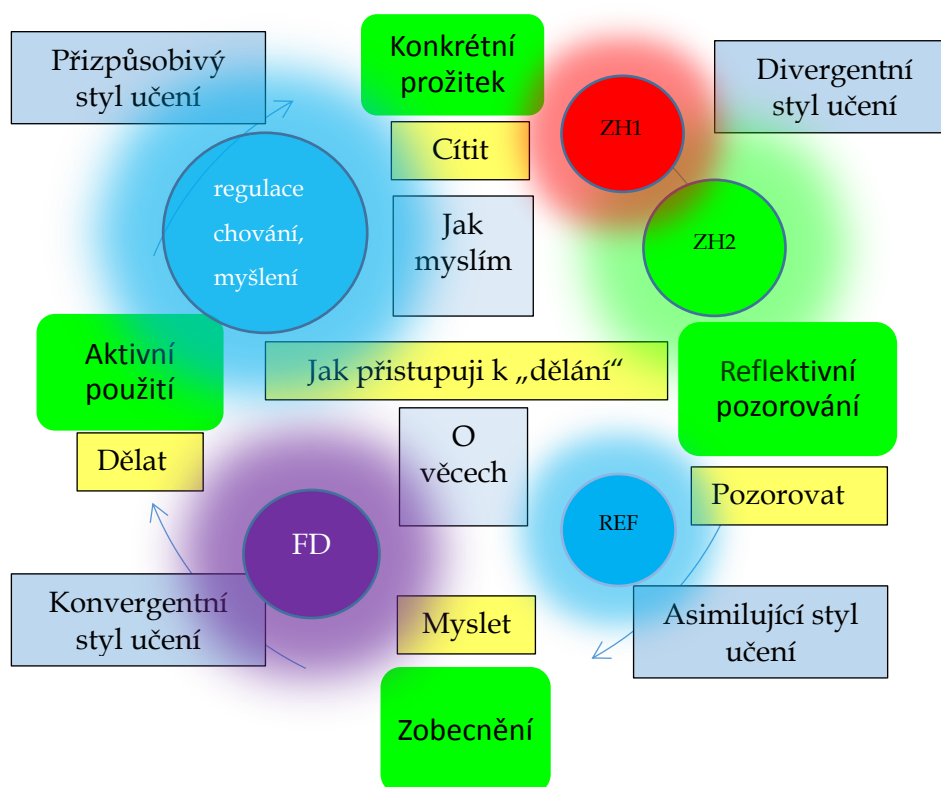 Přizpůsobivý
styl učení
Konkrétní
prožitek
Divergentní
styl učení
ZH1
Cítit
regulace
chování,
myšlení
Jak
myslím
ZH2
Aktivní
použití
Jak přistupuji k „dělání“
Reflektivní
pozorování
Dělat
O
věcech
Pozorovat
REF
FD
Konvergentní
styl učení
Myslet
Asimilující styl
učení
Zobecnění